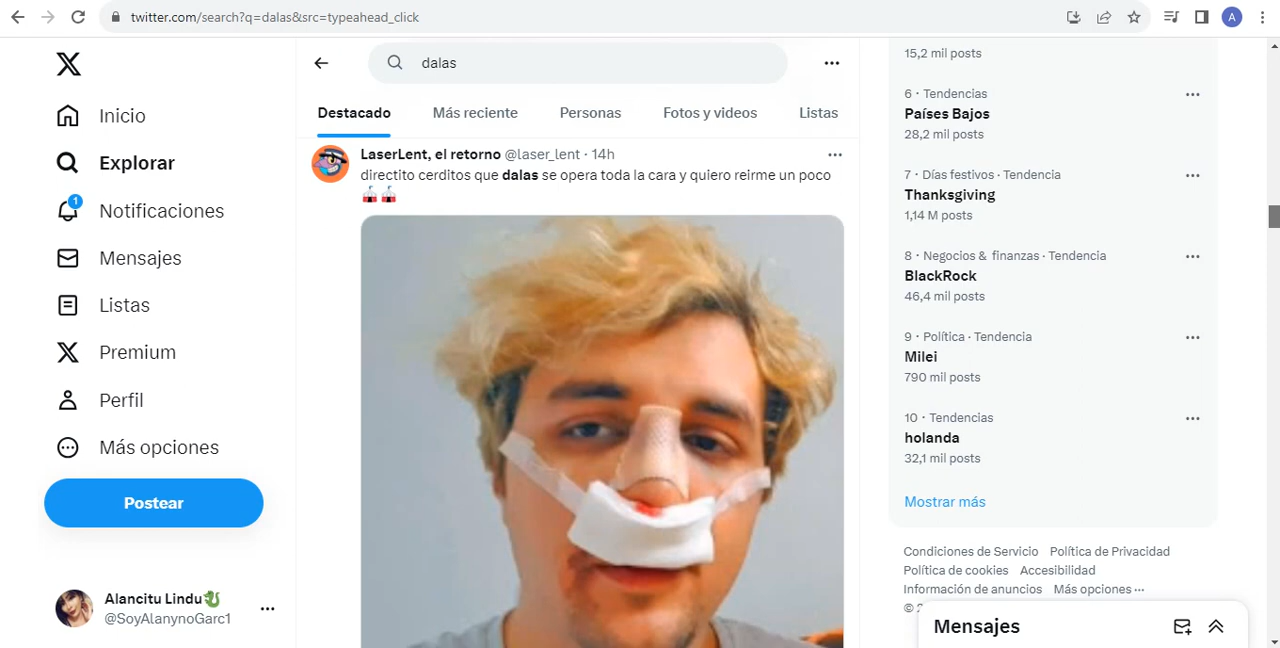 twitter.com/search?q=dalas&src=typeahead_click
A
Inicio
Explorar
1
Notificaciones
Mensajes
Listas
Premium
Perfil
Más opciones
Postear
Alancitu Lindu
@SoyAlanynoGarc1
dalas
Destacado
Más reciente
Personas
Fotos y videos
Listas
LaserLent, el retorno @laser_lent · 14h
directito cerditos que dalas se opera toda la cara y quiero reirme un poco
15,2 mil posts
6 · Tendencias
Países Bajos
28,2 mil posts
7 · Días festivos · Tendencia
Thanksgiving
1,14 M posts
8 · Negocios & finanzas · Tendencia
BlackRock
46,4 mil posts
9 · Política · Tendencia
Milei
790 mil posts
10 · Tendencias
holanda
32,1 mil posts
Mostrar más
Condiciones de Servicio Política de Privacidad
Política de cookies Accesibilidad
Información de anuncios Más opciones ···
© 2
Mensajes